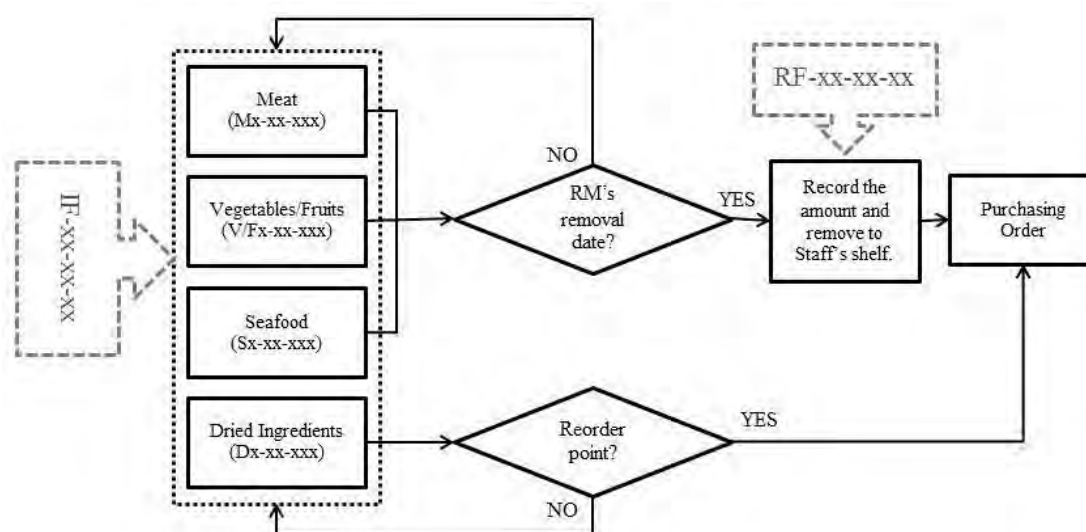 RF-xx-xx-xx
Meat
(Mx-xx-xxx)
NO
Vegetables/Fruits
(V/Fx-xx-xxx)
RM's
removal
date?
YES
Record the
amount and
remove to
Staff's shelf.
Purchasing
Order
IF-xx-xx-xx
Seafood
(Sx-xx-xxx)
Dried Ingredients
(Dx-xx-xxx)
Reorder
point?
YES
NO